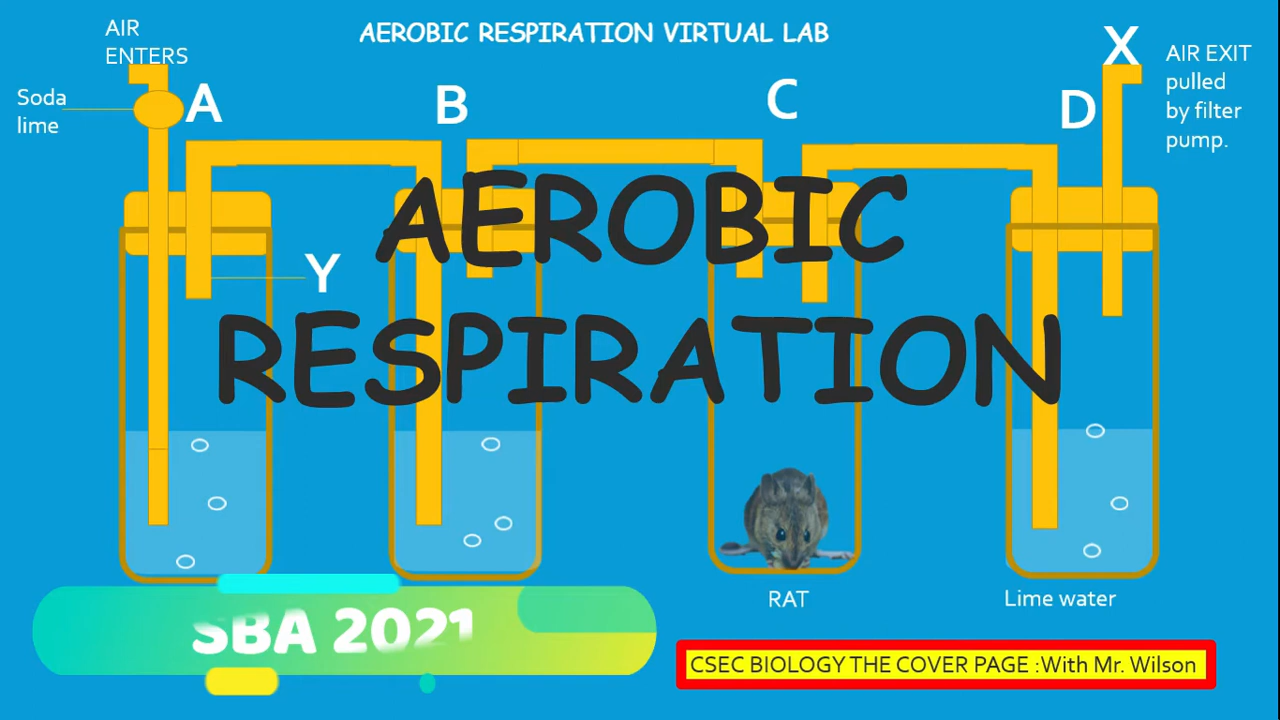 AIR
ENTERS
AEROBIC RESPIRATION VIRTUAL LAB
X
AIR EXIT
pulled
by filter
pump.
Soda
lime
A
B
C
D
AEROBIC
Y
RESPIRATION
RAT
Lime water
SBA 2021
CSEC BIOLOGY THE COVER PAGE :With Mr. Wilson